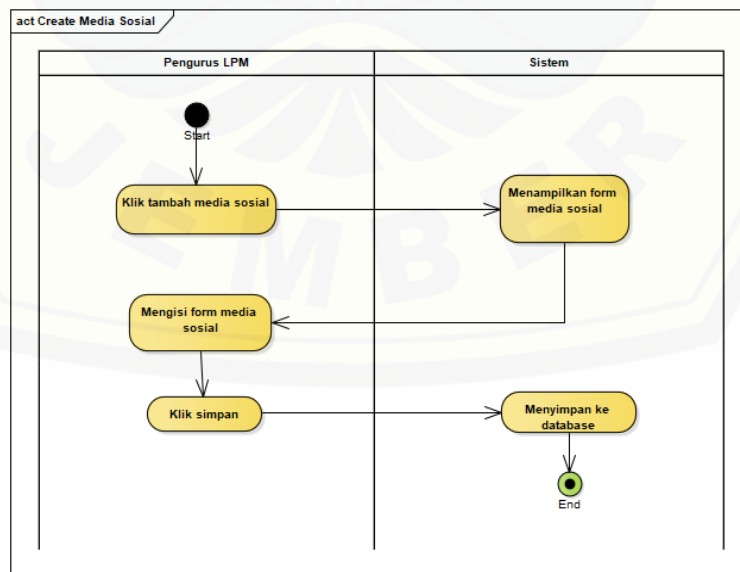 act Create Media Sosial
Pengurus LPM
Sistem
Start
Klik tambah media sosial
Menampilkan form
media sosial
Mengisi form media
sosial
Klik simpan
Menyimpan ke
database
End
JEMBER